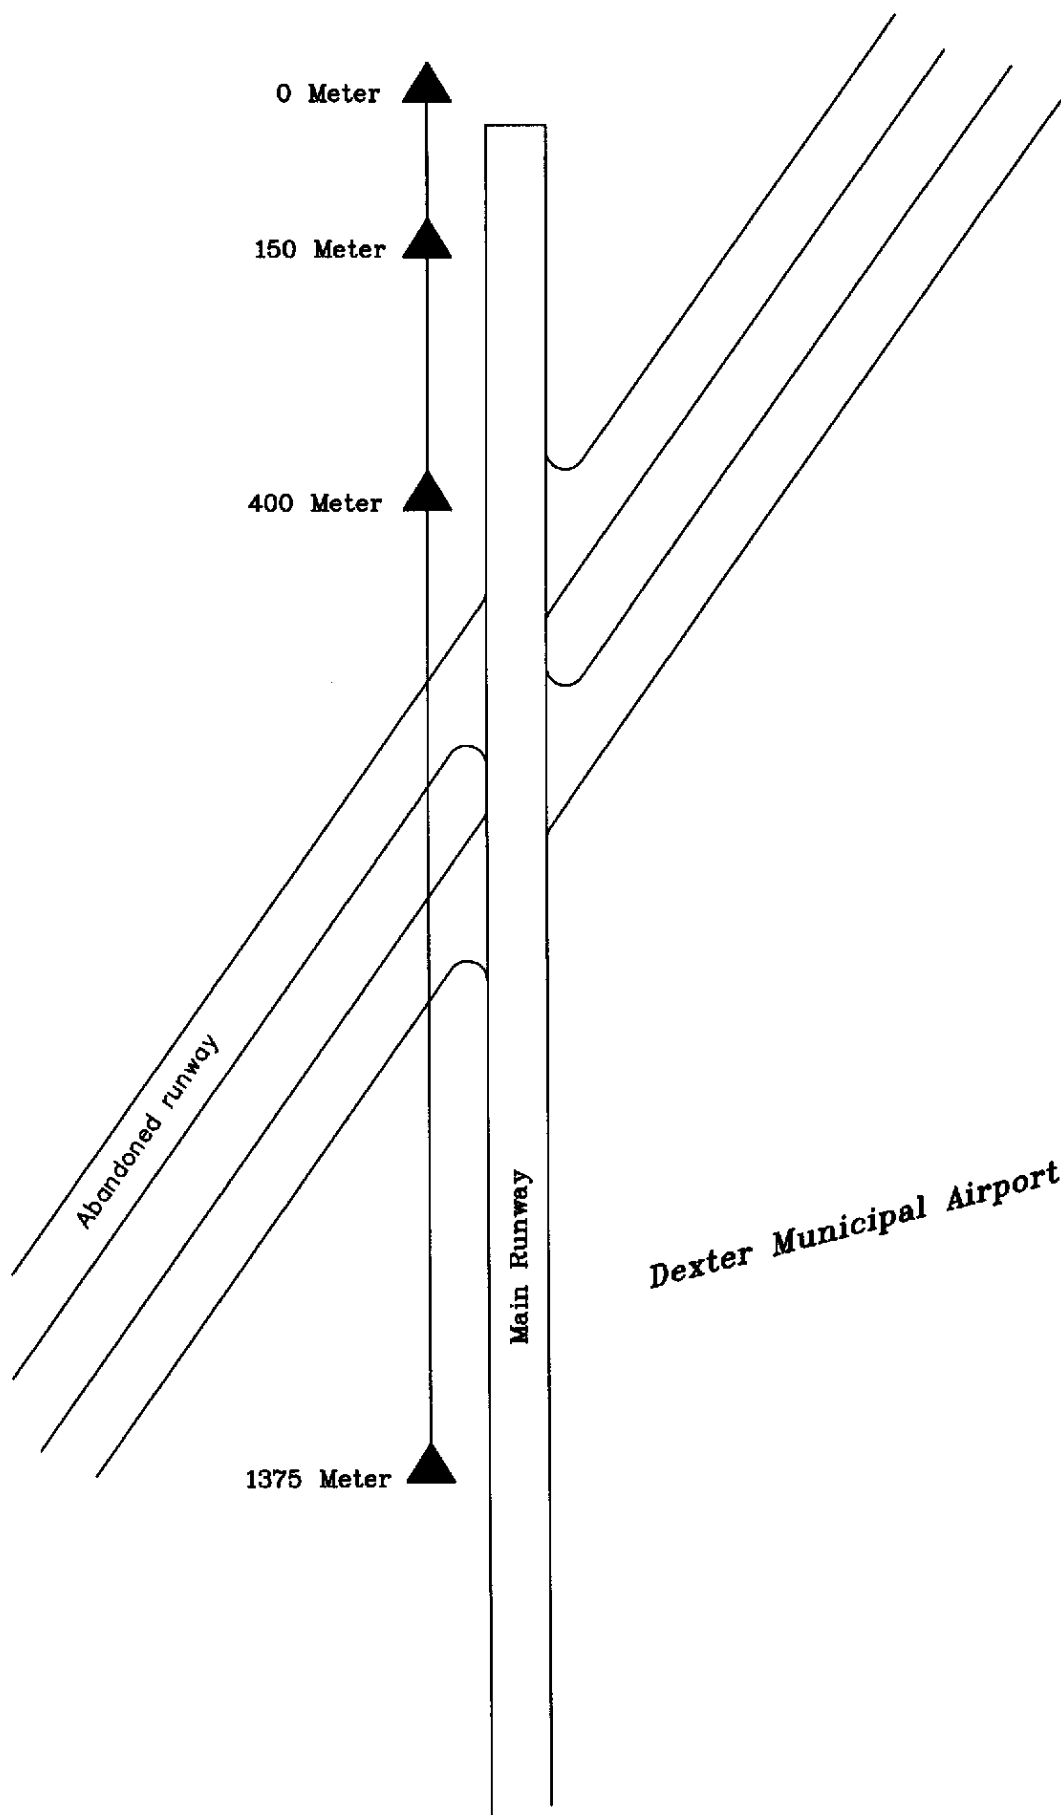 0 Meter
150 Meter
400 Meter
Abandoned runway
Main Runway
Dexter Municipal Airport
1375 Meter